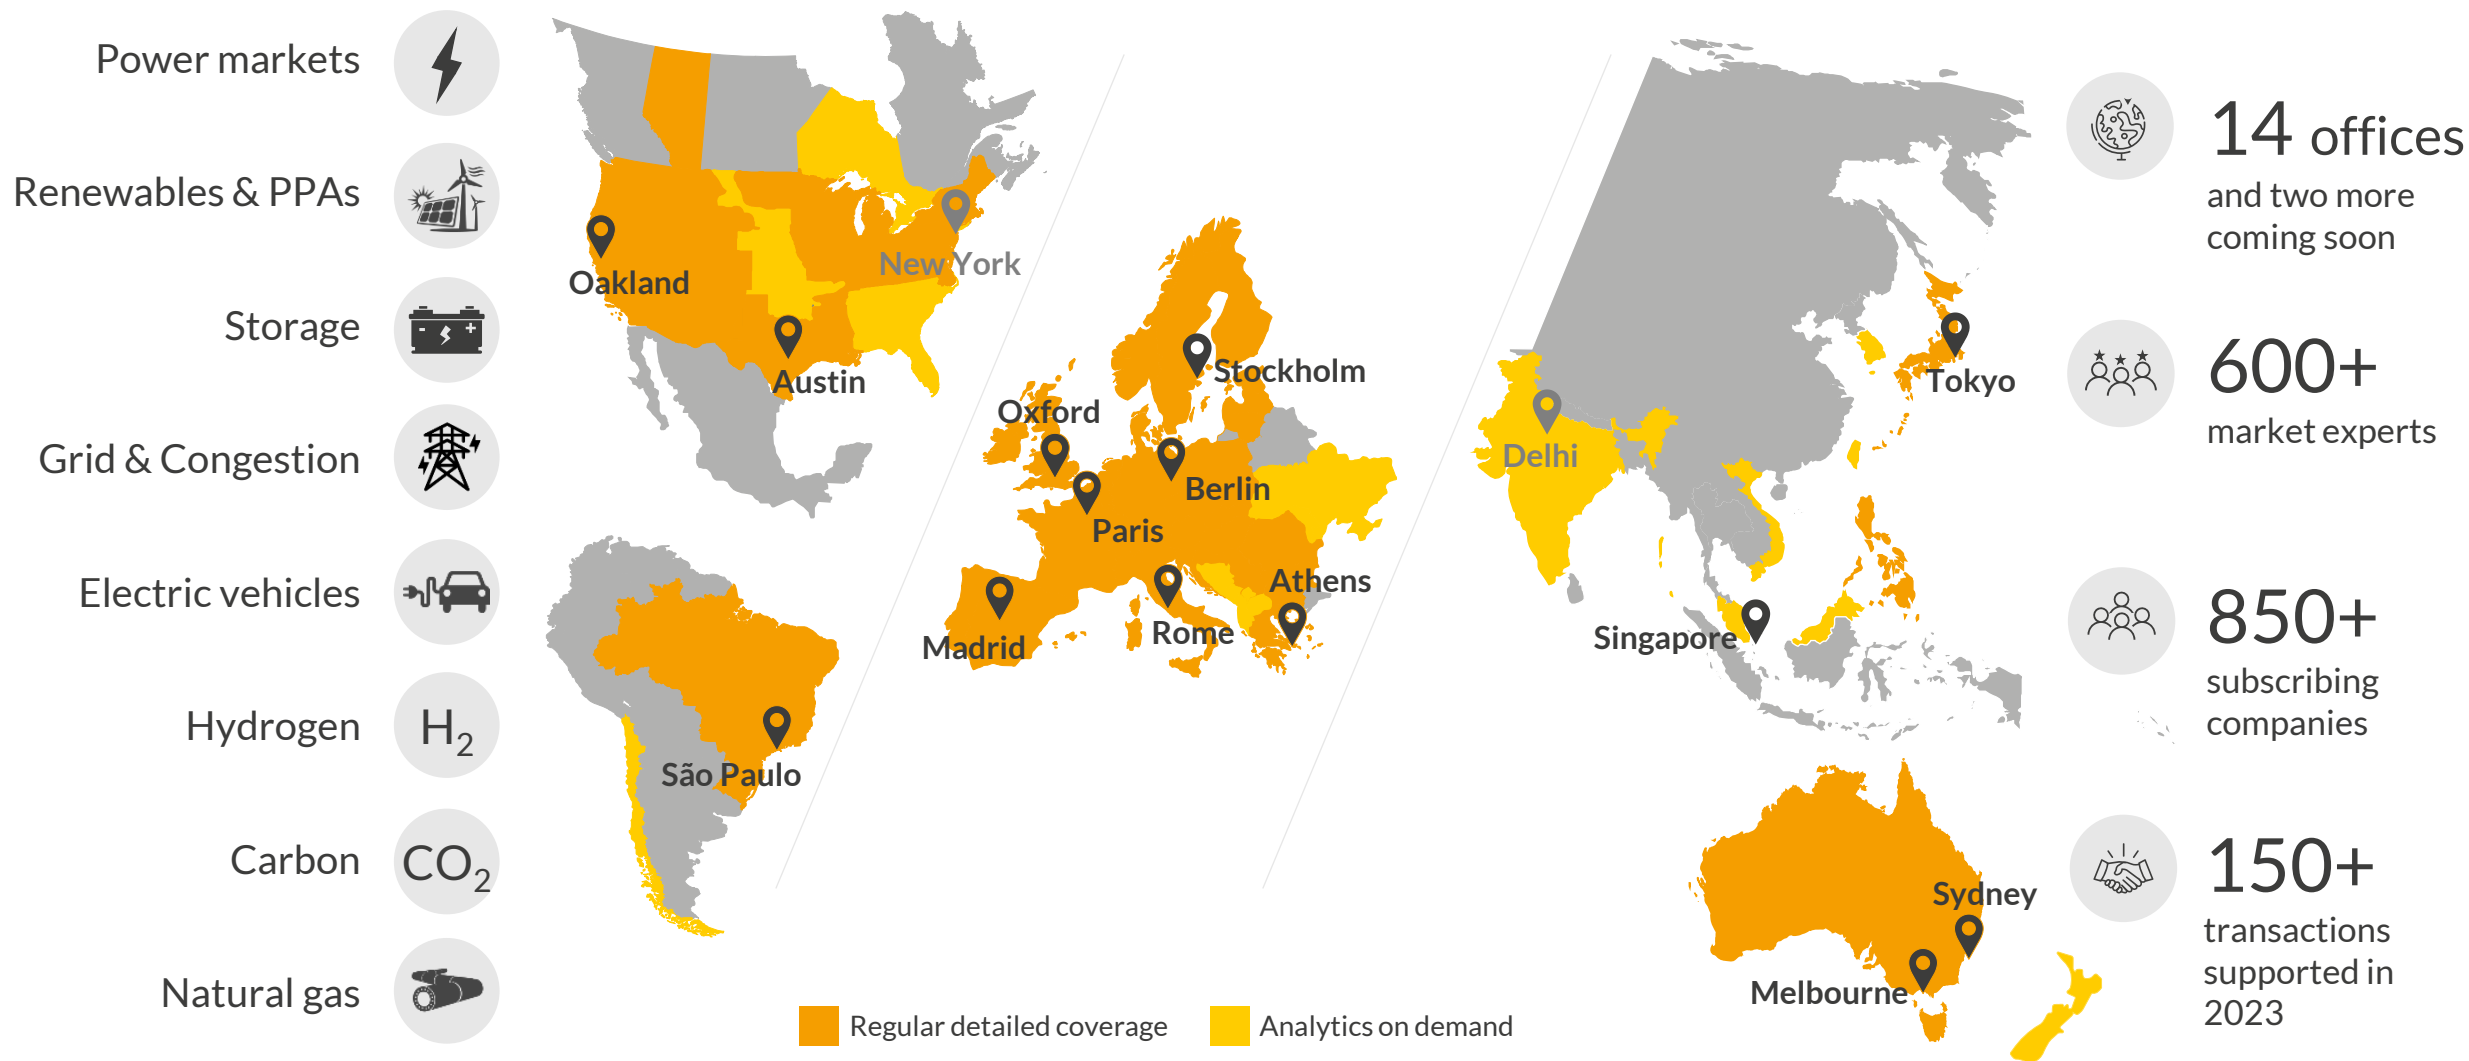 Power markets
Renewables & PPAs
Storage
Grid & Congestion
Electric vehicles
Hydrogen
H2
Carbon
CO2
Natural gas
Oakland
New York
Austin
São Paulo
Stockholm
Oxford
Berlin
Paris
Athens
Madrid
Rome
Delhi
Tokyo
Singapore
Sydney
Melbourne
Regular detailed coverage
Analytics on demand
14 offices
and two more
coming soon
600+
market experts
850+
subscribing
companies
150+
transactions
supported in
2023